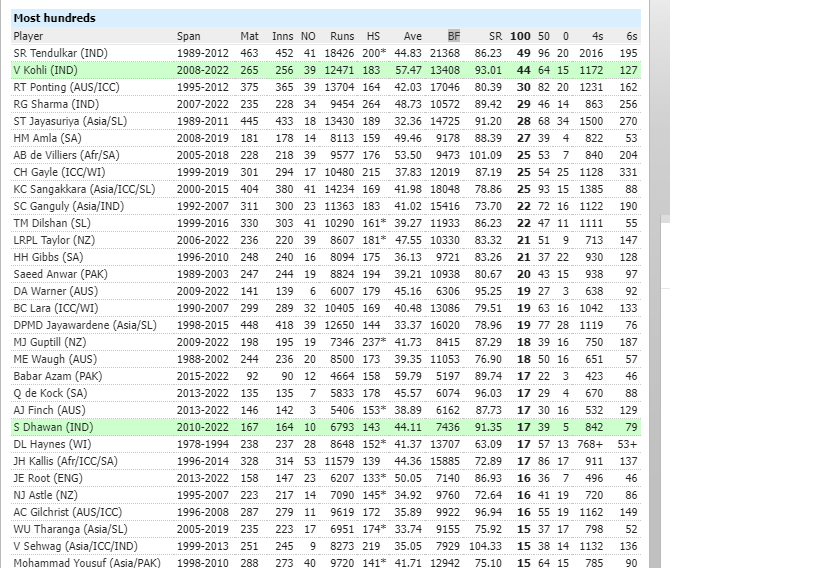 Most hundreds
Player Span Mat Inns NO Runs HS Ave BF SR 100 50 0 4s 6s
SR Tendulkar (IND) 1989-2012 463 452 41 18426 200* 44.83 21368 86.23 49 96 20 2016 195
V Kohli (IND) 2008-2022 265 256 39 12471 183 57.47 13408 93.01 44 64 15 1172 127
RT Ponting (AUS/ICC) 1995-2012 375 365 39 13704 164 42.03 17046 80.39 30 82 20 1231 162
RG Sharma (IND) 2007-2022 235 228 34 9454 264 48.73 10572 89.42 29 46 14 863 256
ST Jayasuriya (Asia/SL) 1989-2011 445 433 18 13430 189 32.36 14725 91.20 28 68 34 1500 270
HM Amla (SA) 2008-2019 181 178 14 8113 159 49.46 9178 88.39 27 39 4 822 53
AB de Villiers (Afr/SA) 2005-2018 228 218 39 9577 176 53.50 9473 101.09 25 53 7 840 204
CH Gayle (ICC/WI) 1999-2019 301 294 17 10480 215 37.83 12019 87.19 25 54 25 1128 331
KC Sangakkara (Asia/ICC/SL) 2000-2015 404 380 41 14234 169 41.98 18048 78.86 25 93 15 1385 88
SC Ganguly (Asia/IND) 1992-2007 311 300 23 11363 183 41.02 15416 73.70 22 72 16 1122 190
TM Dilshan (SL) 1999-2016 330 303 41 10290 161* 39.27 11933 86.23 22 47 11 1111 55
LRPL Taylor (NZ) 2006-2022 236 220 39 8607 181* 47.55 10330 83.32 21 51 9 713 147
HH Gibbs (SA) 1996-2010 248 240 16 8094 175 36.13 9721 83.26 21 37 22 930 128
Saeed Anwar (PAK) 1989-2003 247 244 19 8824 194 39.21 10938 80.67 20 43 15 938 97
DA Warner (AUS) 2009-2022 141 139 6 6007 179 45.16 6306 95.25 19 27 3 638 92
BC Lara (ICC/WI) 1990-2007 299 289 32 10405 169 40.48 13086 79.51 19 63 16 1042 133
DPMD Jayawardene (Asia/SL) 1998-2015 448 418 39 12650 144 33.37 16020 78.96 19 77 28 1119 76
MJ Guptill (NZ) 2009-2022 198 195 19 7346 237* 41.73 8415 87.29 18 39 16 750 187
ME Waugh (AUS) 1988-2002 244 236 20 8500 173 39.35 11053 76.90 18 50 16 651 57
Babar Azam (PAK) 2015-2022 92 90 12 4664 158 59.79 5197 89.74 17 22 3 423 46
Q de Kock (SA) 2013-2022 135 135 7 5833 178 45.57 6074 96.03 17 29 4 670 88
AJ Finch (AUS) 2013-2022 146 142 3 5406 153* 38.89 6162 87.73 17 30 16 532 129
S Dhawan (IND) 2010-2022 167 164 10 6793 143 44.11 7436 91.35 17 39 5 842 79
DL Haynes (WI) 1978-1994 238 237 28 8648 152* 41.37 13707 63.09 17 57 13 768+ 53+
JH Kallis (Afr/ICC/SA) 1996-2014 328 314 53 11579 139 44.36 15885 72.89 17 86 17 911 137
JE Root (ENG) 2013-2022 158 147 23 6207 133* 50.05 7140 86.93 16 36 7 496 46
NJ Astle (NZ) 1995-2007 223 217 14 7090 145* 34.92 9760 72.64 16 41 19 720 86
AC Gilchrist (AUS/ICC) 1996-2008 287 279 11 9619 172 35.89 9922 96.94 16 55 19 1162 149
WU Tharanga (Asia/SL) 2005-2019 235 223 17 6951 174* 33.74 9155 75.92 15 37 17 798 52
V Sehwag (Asia/ICC/IND) 1999-2013 251 245 9 8273 219 35.05 7929 104.33 15 38 14 1132 136
Mohammad Yousuf (Asia/PAK) 1998-2010 288 273 40 9720 141* 41.71 12942 75.10 15 64 15 785 90